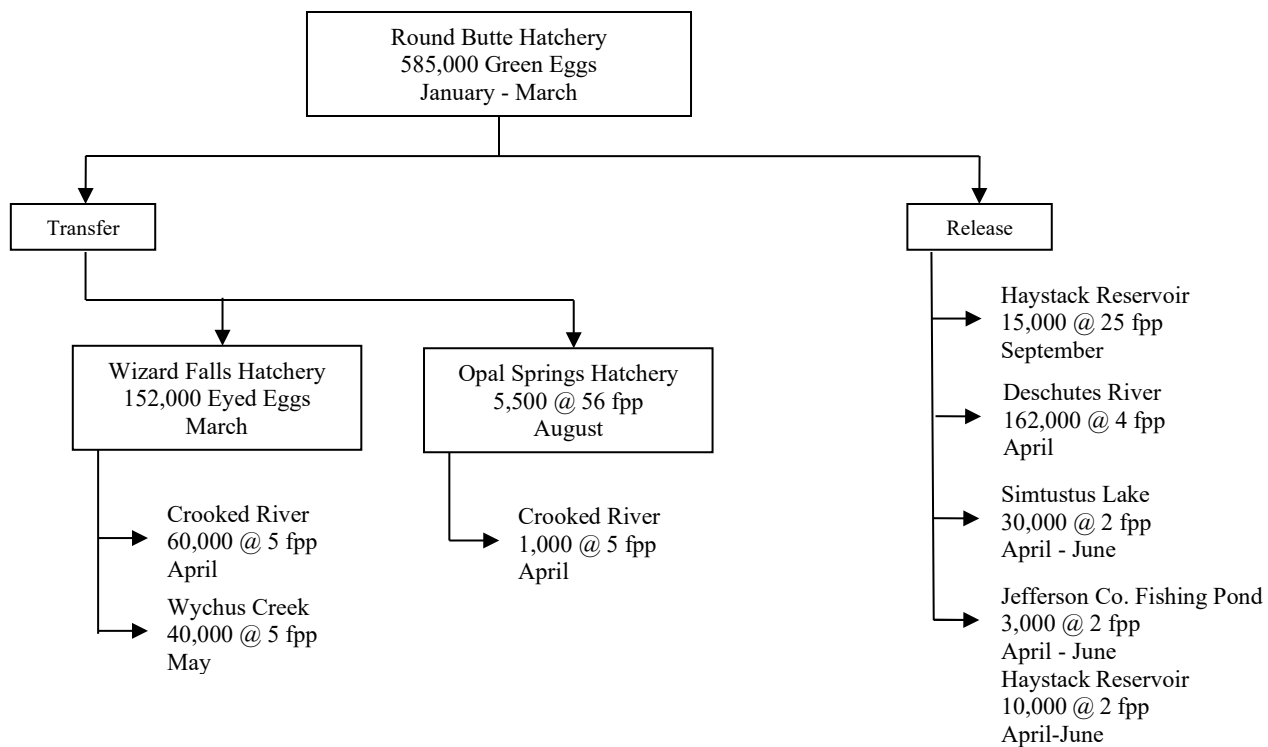 Round Butte Hatchery
585,000 Green Eggs
January - March
Transfer
Release
Wizard Falls Hatchery
152,000 Eyed Eggs
March
Crooked River
60,000 @ 5 fpp
April
Wychus Creek
40,000 @ 5 fpp
May
Opal Springs Hatchery
5,500 @ 56 fpp
August
Crooked River
1,000 @ 5 fpp
April
Haystack Reservoir
15,000 @ 25 fpp
September
Deschutes River
162,000 @ 4 fpp
April
Simtustus Lake
30,000 @ 2 fpp
April - June
Jefferson Co. Fishing Pond
3,000 @ 2 fpp
April - June
Haystack Reservoir
10,000 @ 2 fpp
April-June